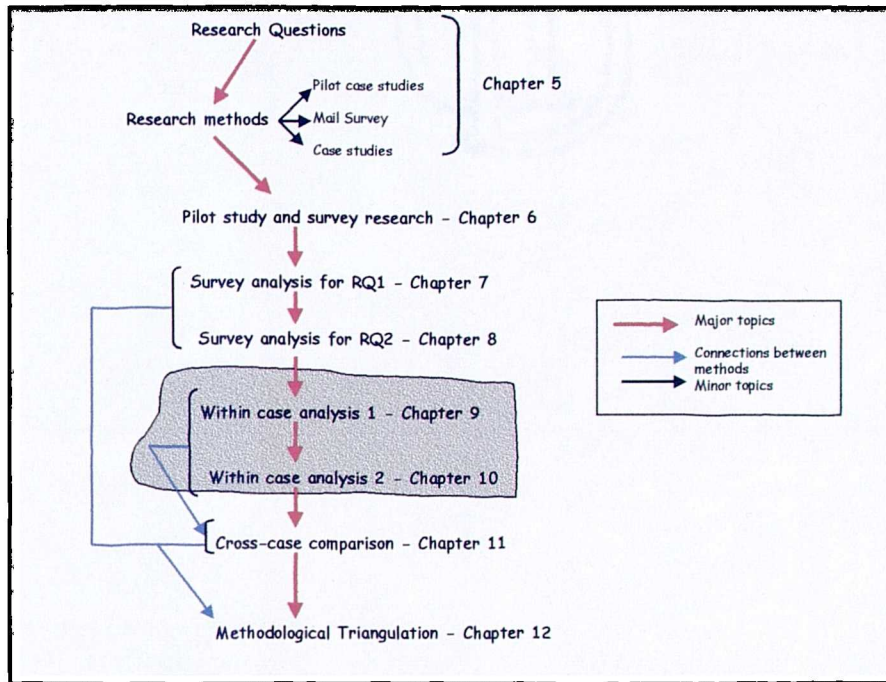 Research Questions
Pilot case studies
Chapter 5
Research methods
Mail Survey
Case studies
Pilot study and survey research - Chapter 6
Survey analysis for RQ1 - Chapter 7
Survey analysis for RQ2 - Chapter 8
Within case analysis 1 - Chapter 9
Within case analysis 2 - Chapter 10
Cross-case comparison - Chapter 11
Methodological Triangulation - Chapter 12
Major topics
Connections between
methods
Minor topics